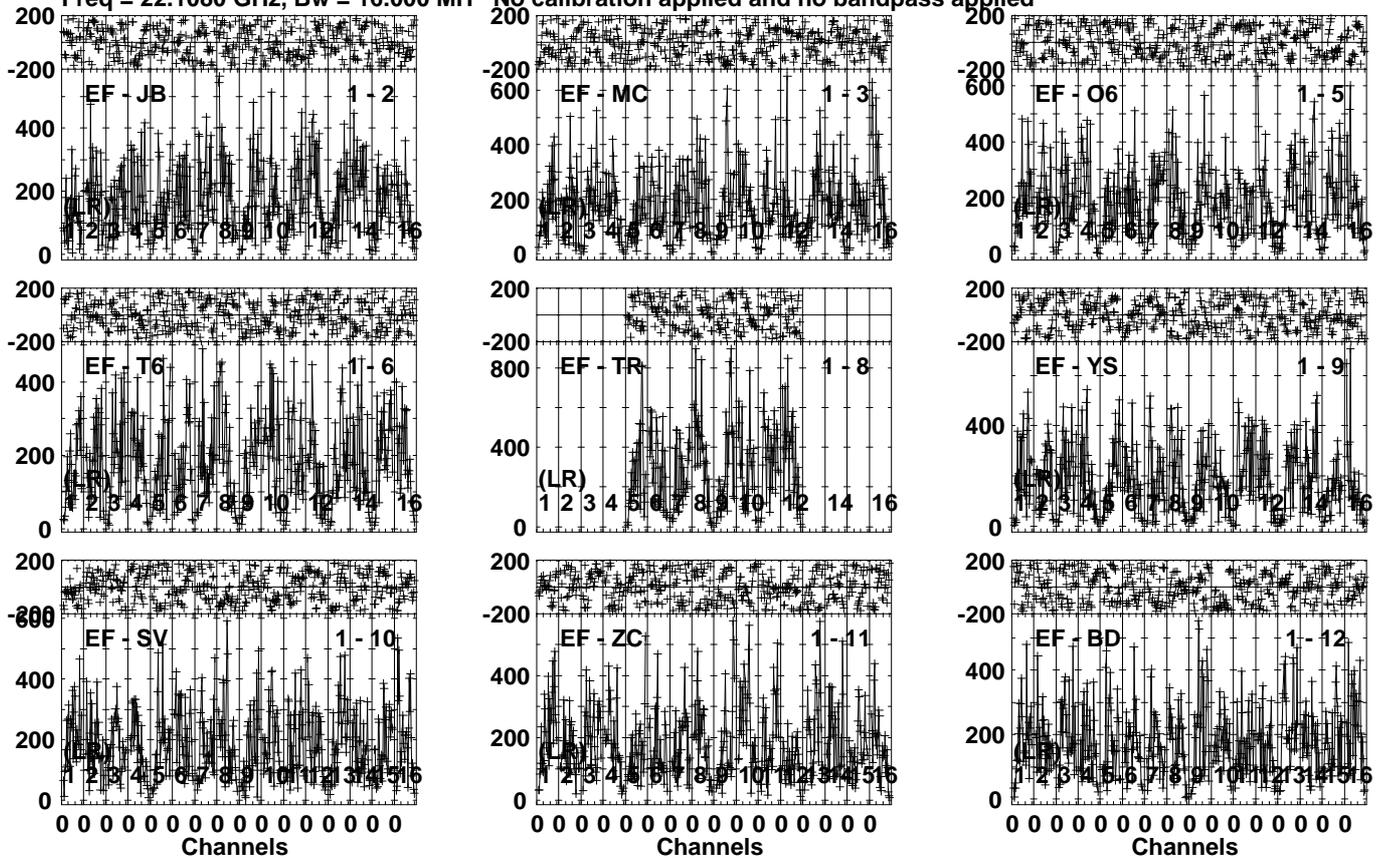 Freq = 22.1080 GHz, Bw = 16.000 MH No calibration applied and no bandpass applied
200 200 200
-200 -200 -200
EF - JB 1 - 2 600 EF - MC 1 - 3 600 EF - O6 1 - 5
400 400 400
200 200 200
(LR) (LR) (LR)
1 2 3 4 5 6 7 8 9 10 12 14 16 1 2 3 4 5 6 7 8 9 10 12 14 16 1 2 3 4 5 6 7 8 9 10 12 14 16
0 0 0
200 200 200
-200 -200 -200
EF - T6 1 - 6 800 EF - TR 1 - 8 EF - YS 1 - 9
400 400 400
200
(LR) (LR) (LR)
1 2 3 4 5 6 7 8 9 10 12 14 16 1 2 3 4 5 6 7 8 9 10 12 14 16 1 2 3 4 5 6 7 8 9 10 12 14 16
0 0 0
200 200 200
-200 -200 -200
600 EF - SV 1 - 10 600 EF - ZC 1 - 11 EF - BD 1 - 12
400 400 400
200 200 200
(LR) (LR) (LR)
1 2 3 4 5 6 7 8 9 10 11 12 13 14 15 16 1 2 3 4 5 6 7 8 9 10 11 12 13 14 15 16 1 2 3 4 5 6 7 8 9 10 11 12 13 14 15 16
0 0 0
0 0 0 0 0 0 0 0 0 0 0 0 0 0 0 0 0 0 0 0 0 0 0 0 0 0 0 0 0 0 0 0 0 0 0 0 0 0 0 0 0 0 0 0 0 0 0 0
Channels Channels Channels